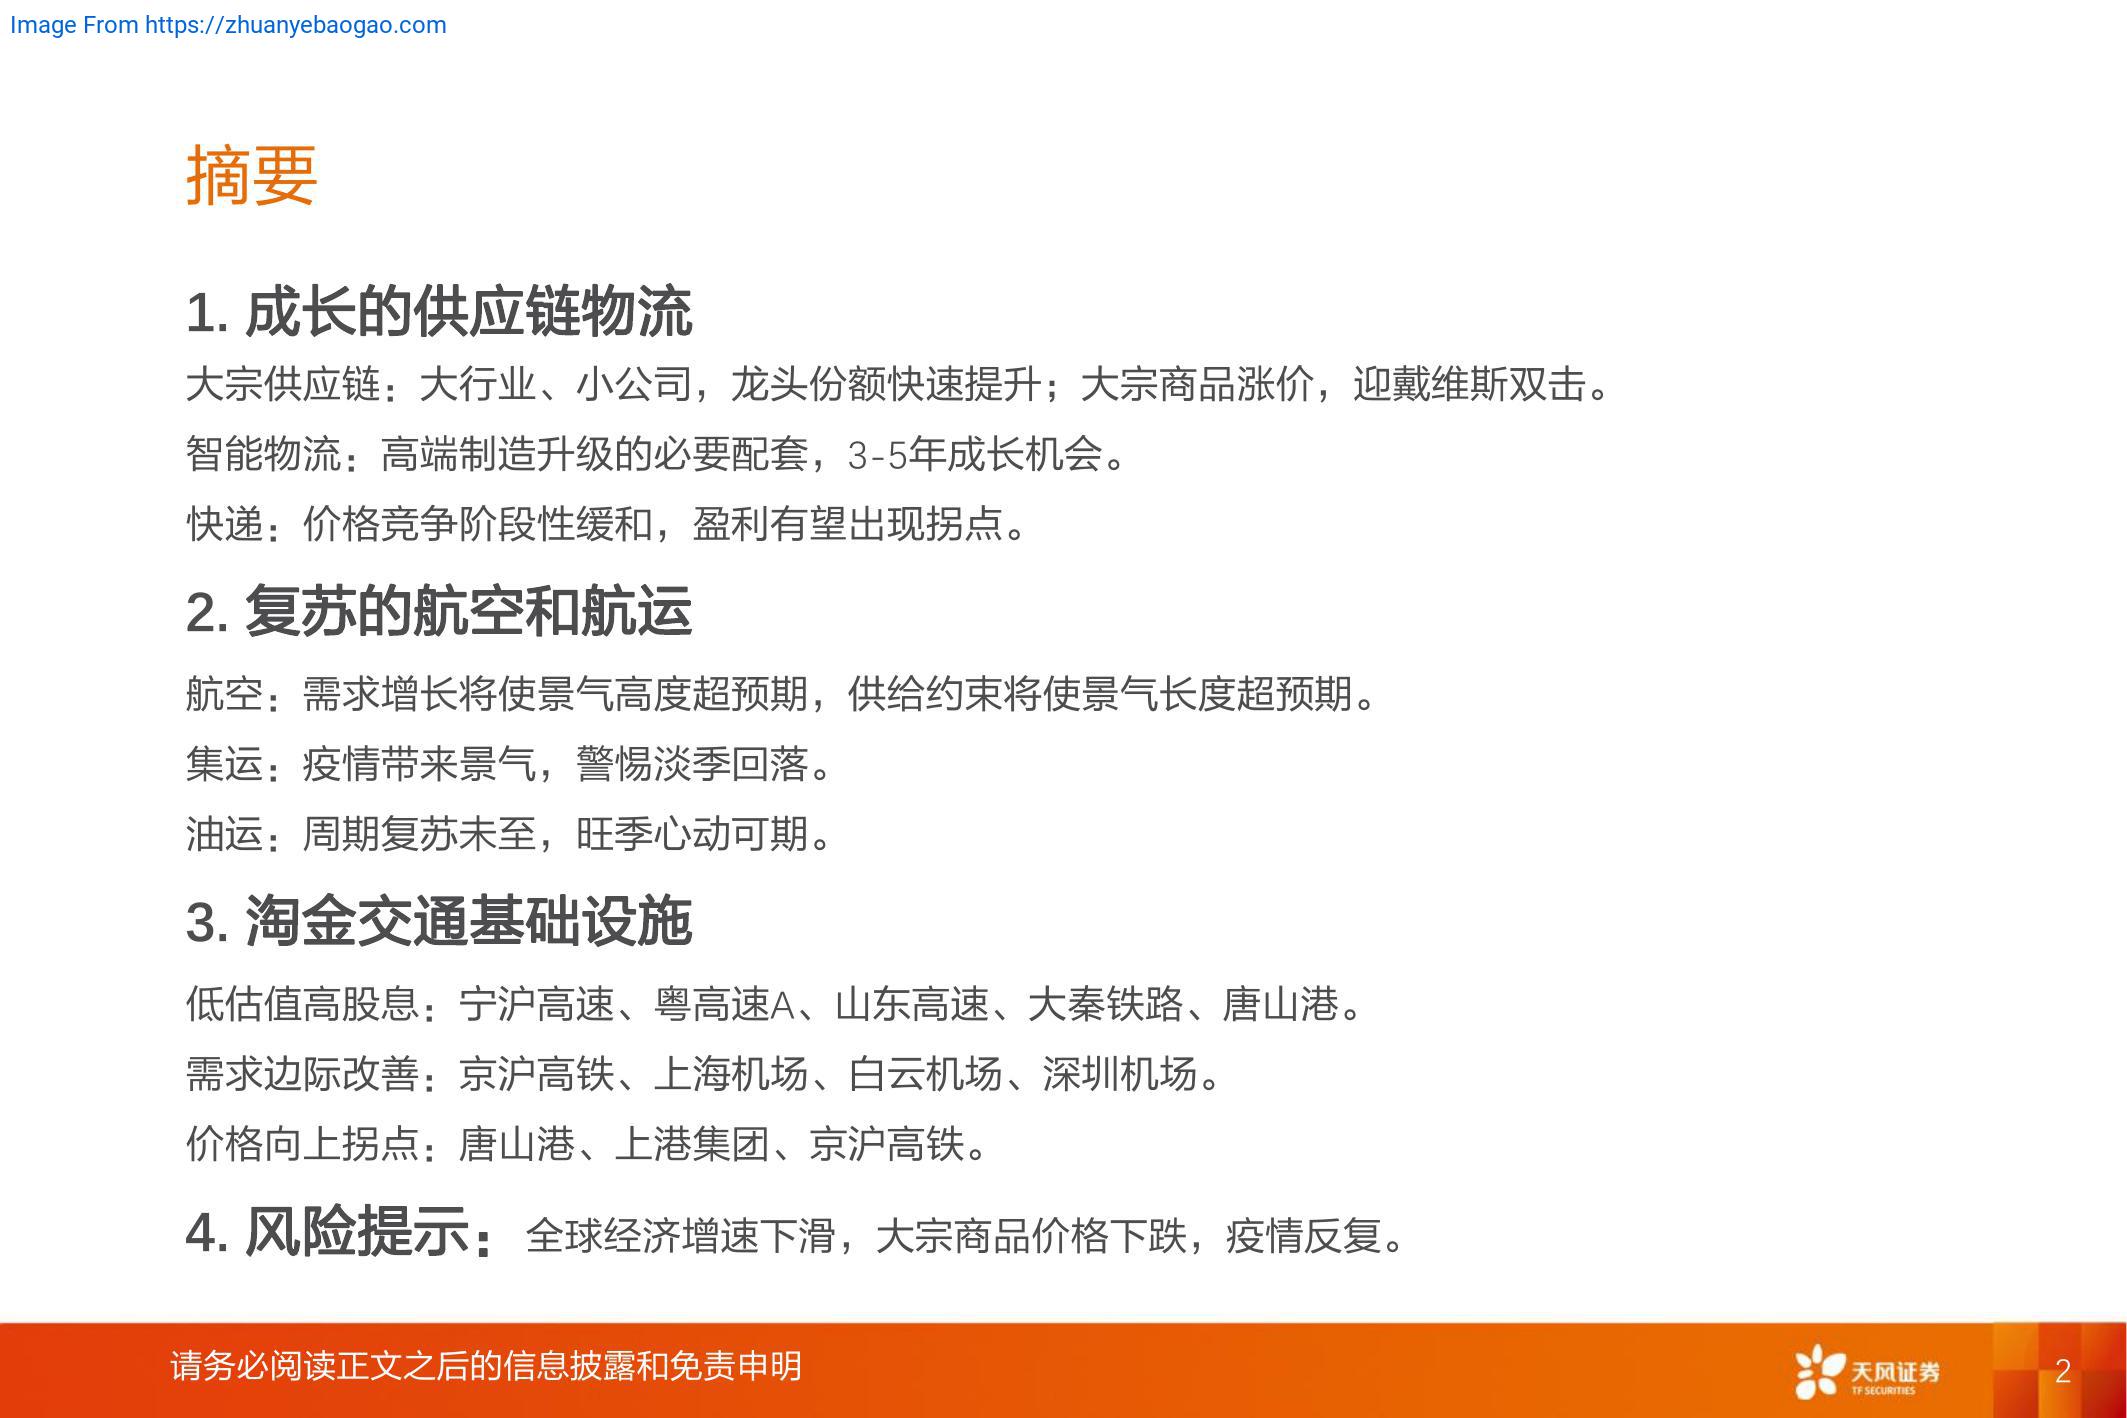 Image From https://zhuanyebaogao.com
摘要
1. 成长的供应链物流
大宗供应链：大行业、小公司，龙头份额快速提升；大宗商品涨价，迎戴维斯双击。
智能物流：高端制造升级的必要配套，3-5年成长机会。
快递：价格竞争阶段性缓和，盈利有望出现拐点。
2. 复苏的航空和航运
航空：需求增长将使景气高度超预期，供给约束将使景气长度超预期。
集运：疫情带来景气，警惕淡季回落。
油运：周期复苏未至，旺季心动可期。
3. 淘金交通基础设施
低估值高股息：宁沪高速、粤高速A、山东高速、大秦铁路、唐山港。
需求边际改善：京沪高铁、上海机场、白云机场、深圳机场。
价格向上拐点：唐山港、上港集团、京沪高铁。
4. 风险提示：全球经济增速下滑，大宗商品价格下跌，疫情反复。
请务必阅读正文之后的信息披露和免责申明
天风证券
TF SECURITIES
2